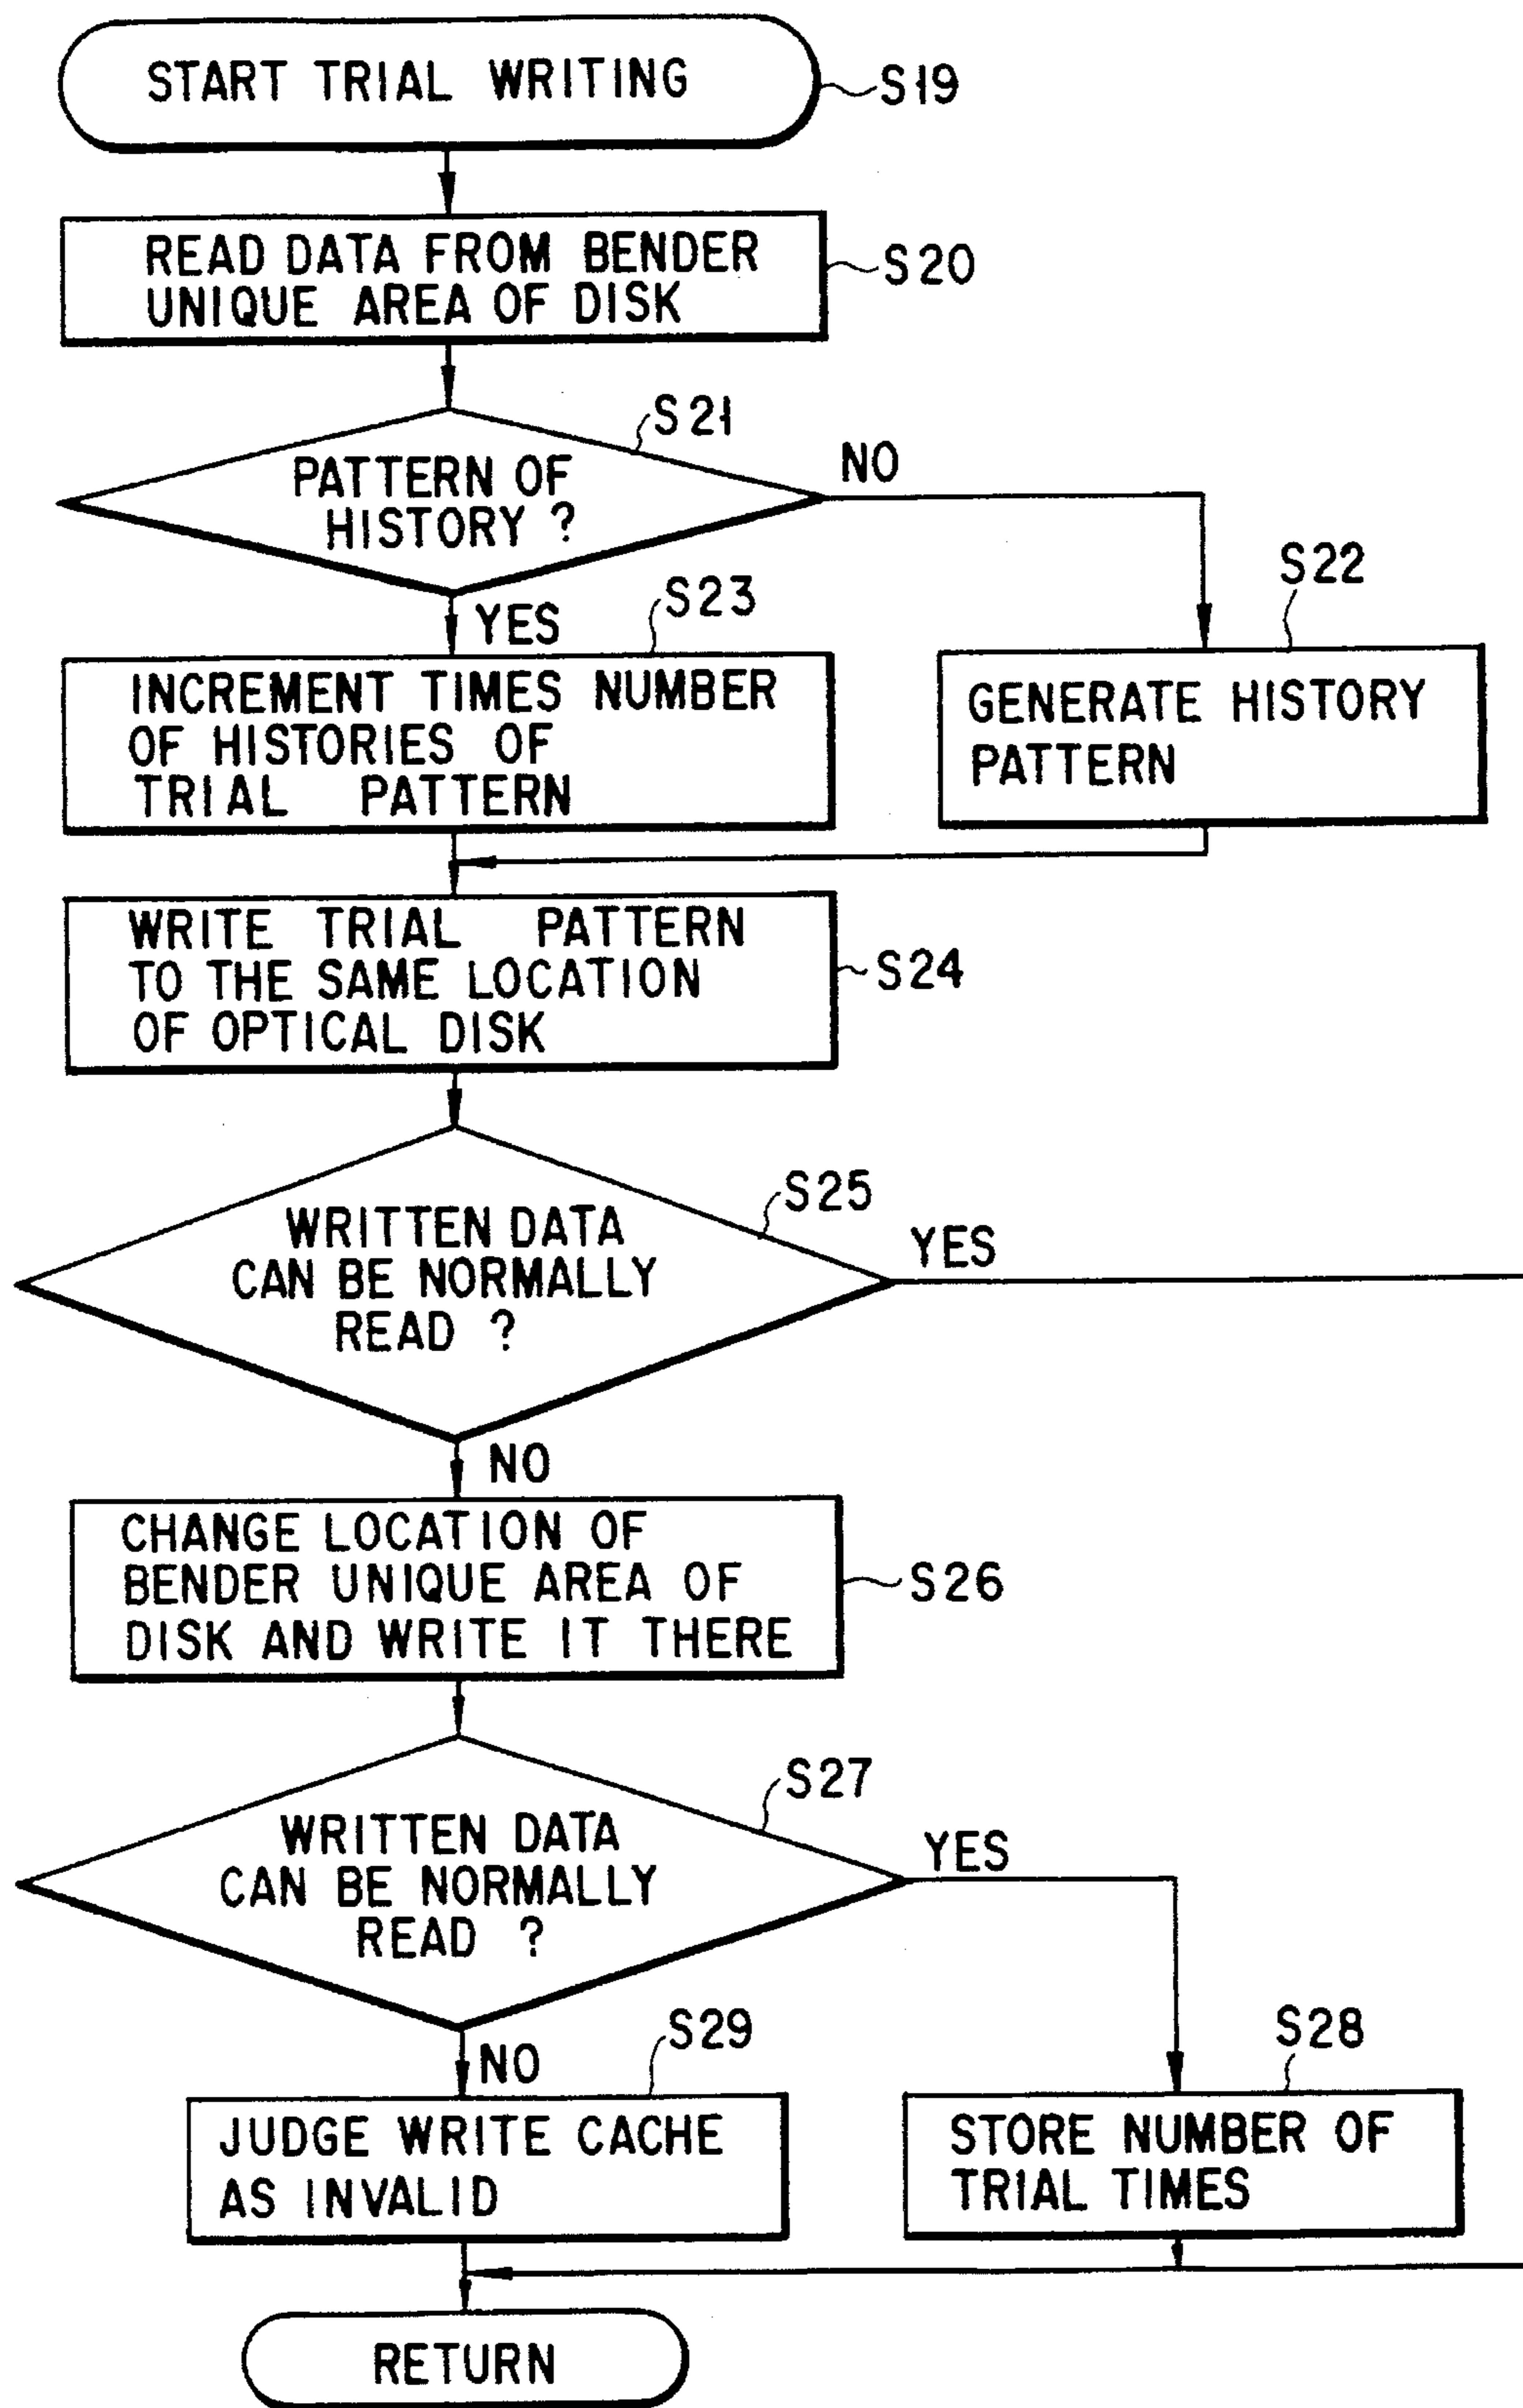 START TRIAL WRITING
S19
READ DATA FROM BENDER
UNIQUE AREA OF DISK
S20
S21
PATTERN OF
HISTORY ?
NO
YES
S22
GENERATE HISTORY
PATTERN
S23
INCREMENT TIMES NUMBER
OF HISTORIES OF
TRIAL PATTERN
WRITE TRIAL PATTERN
TO THE SAME LOCATION
OF OPTICAL DISK
S24
S25
WRITTEN DATA
CAN BE NORMALLY
READ ?
YES
NO
CHANGE LOCATION OF
BENDER UNIQUE AREA OF
DISK AND WRITE IT THERE
S26
S27
WRITTEN DATA
CAN BE NORMALLY
READ ?
YES
NO
S29
JUDGE WRITE CACHE
AS INVALID
S28
STORE NUMBER OF
TRIAL TIMES
RETURN